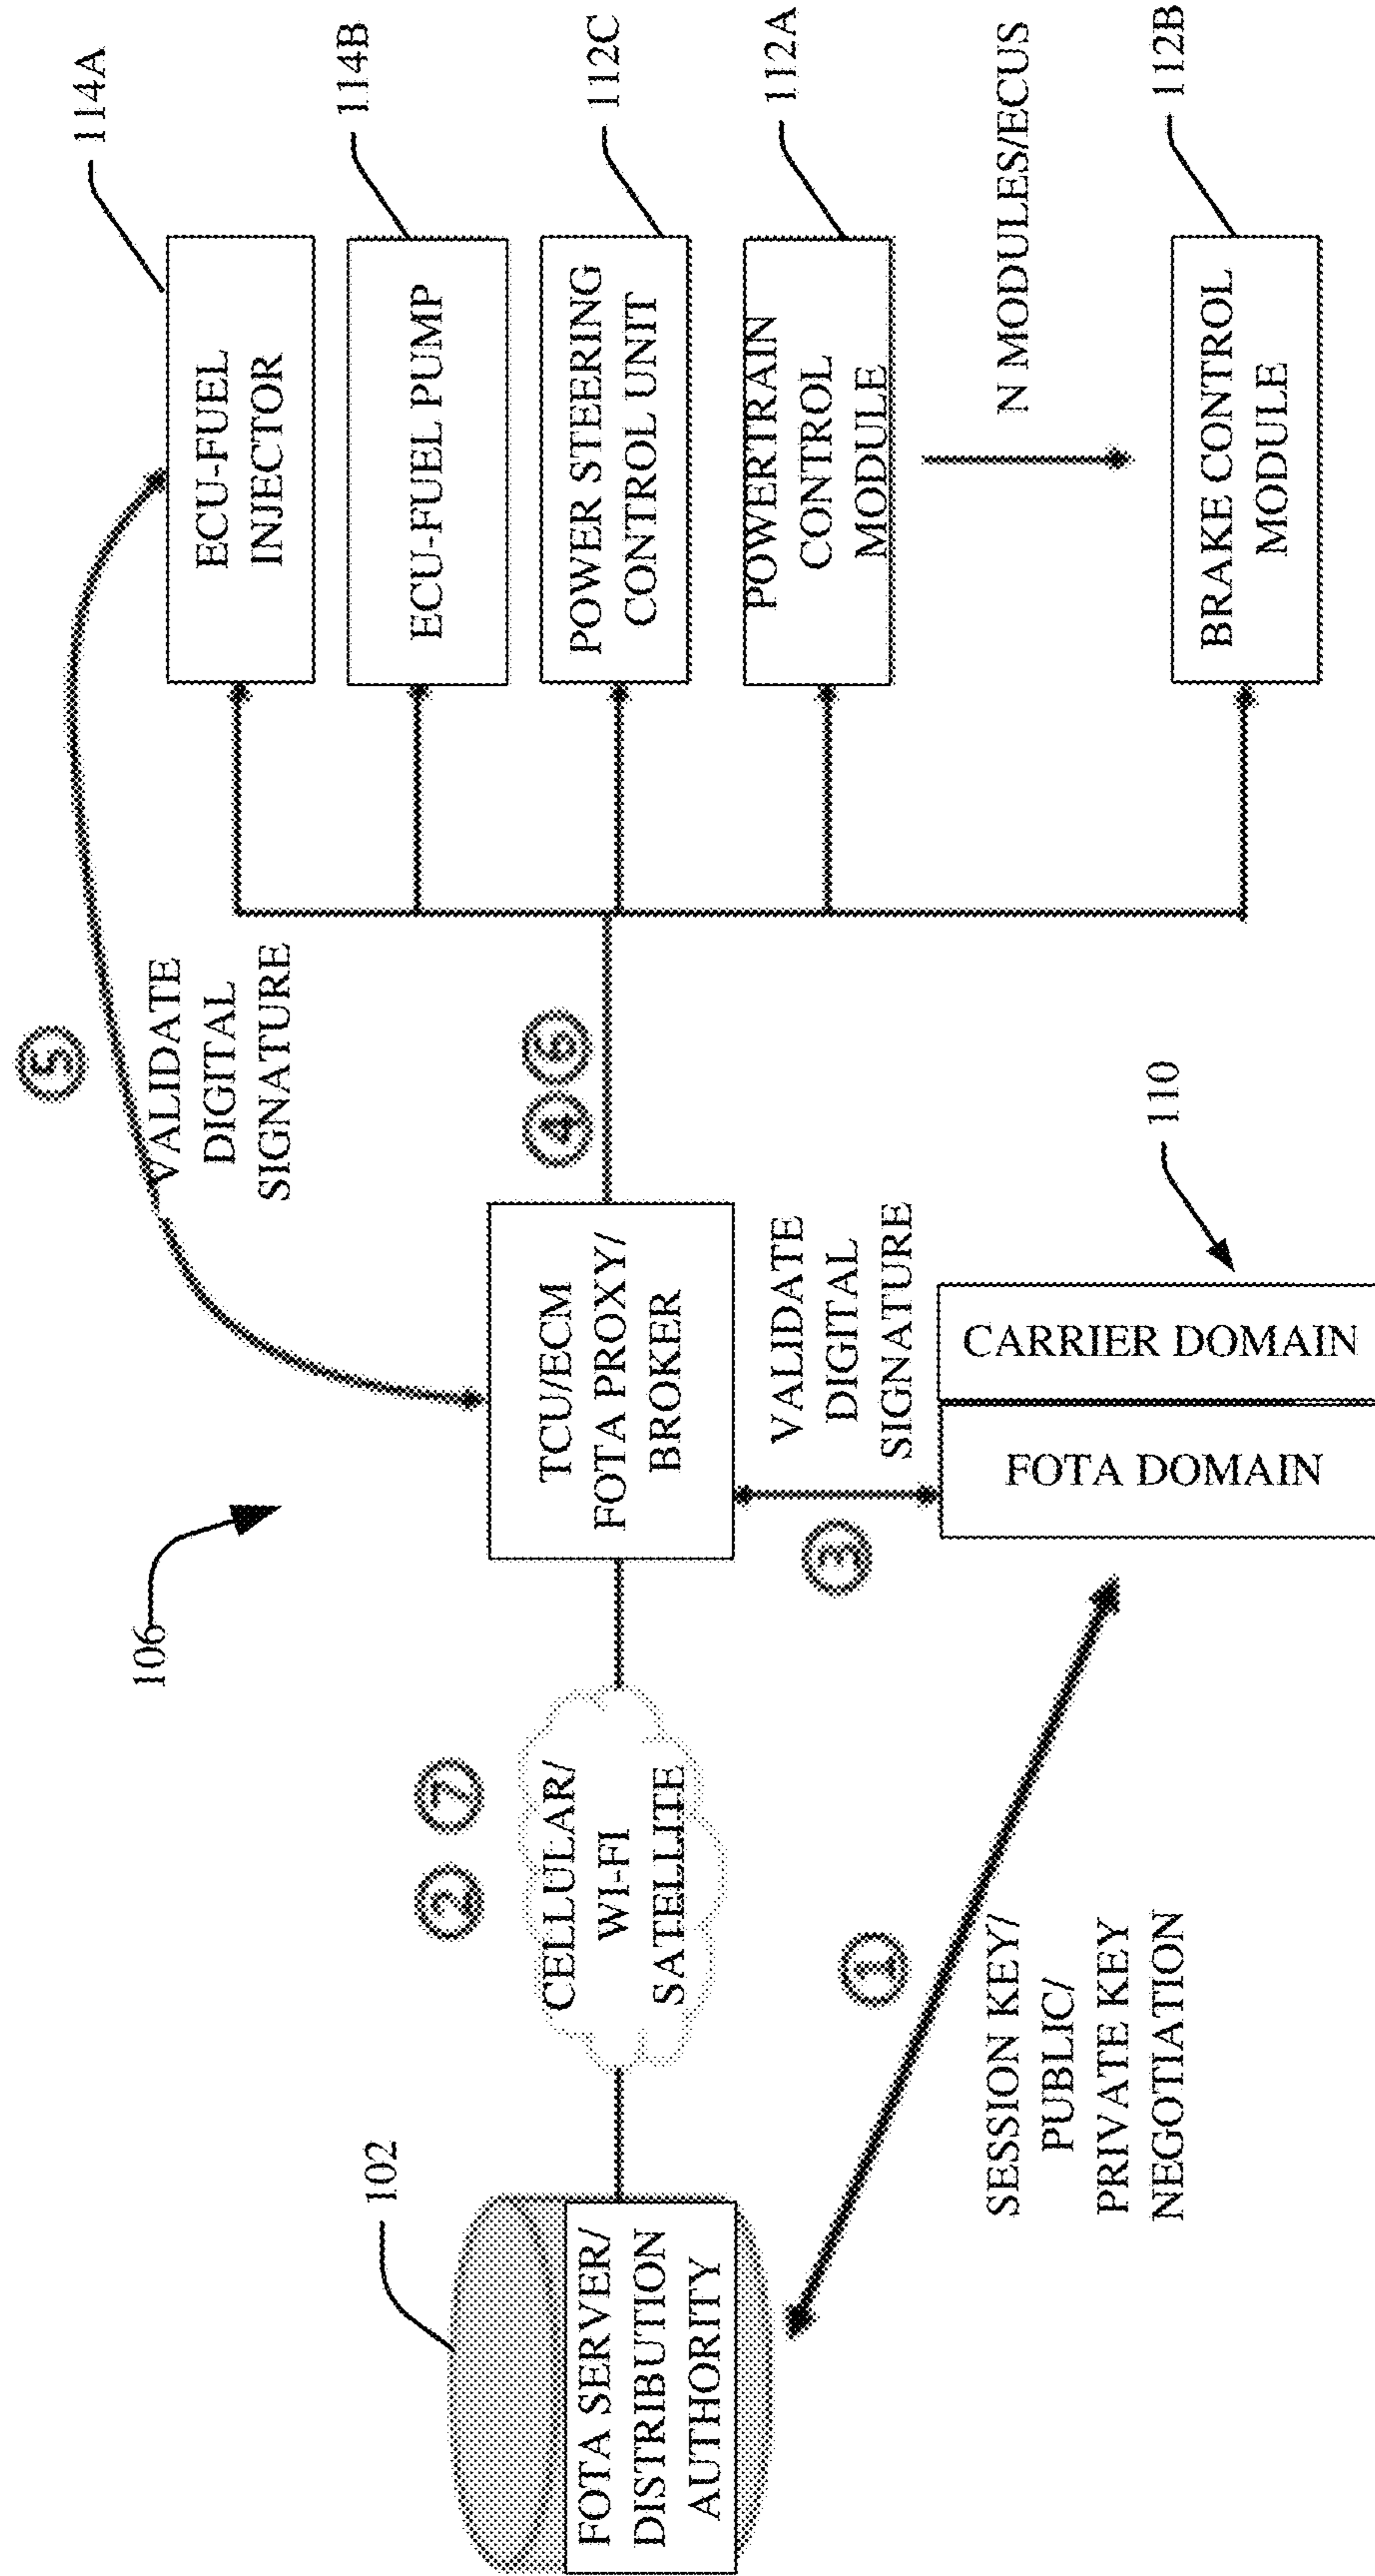 102
FOTA SERVER/
DISTRIBUTION
AUTHORITY
② ⑦
CELLULAR/
WI-FI
SATELLITE
①
SESSION KEY/
PUBLIC/
PRIVATE KEY
NEGOTIATION
106
TCU/ECM
FOTA PROXY/
BROKER
③
VALIDATE
DIGITAL
SIGNATURE
FOTA DOMAIN
CARRIER DOMAIN
110
⑤
VALIDATE
DIGITAL
SIGNATURE
④⑥
ECU-FUEL
INJECTOR
114A
ECU-FUEL PUMP
114B
POWER STEERING
CONTROL UNIT
112C
POWERTRAIN
CONTROL
MODULE
112A
N MODULES/ECUS
BRAKE CONTROL
MODULE
112B